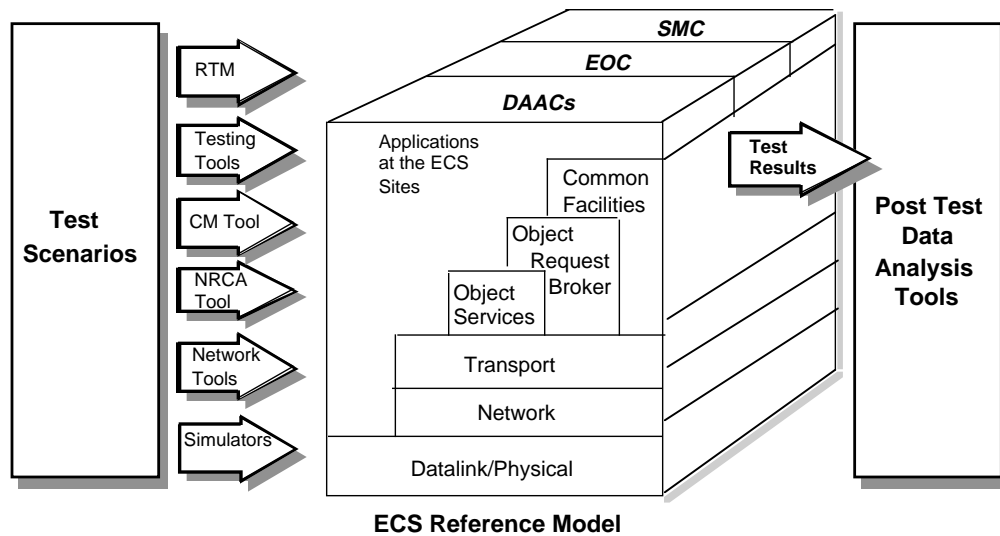 Test
Scenarios
RTM
Testing
Tools
CM Tool
NRCA
Tool
Network
Tools
Simulators
SMC
EOC
DAACs
Applications
at the ECS
Sites
Common
Facilities
Object
Request
Broker
Object
Services
Transport
Network
Datalink/Physical
Test
Results
Post Test
Data
Analysis
Tools
ECS Reference Model